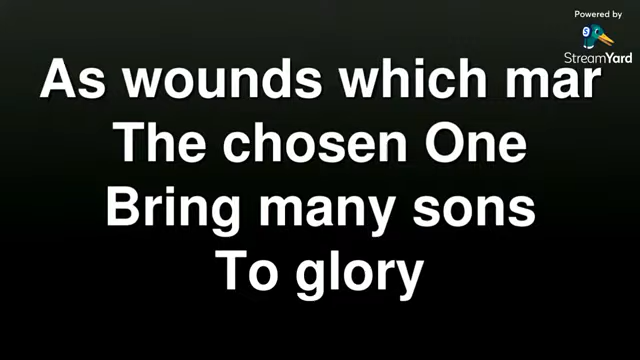 Powered by
StreamYard
As wounds which mar
The chosen One
Bring many sons
To glory